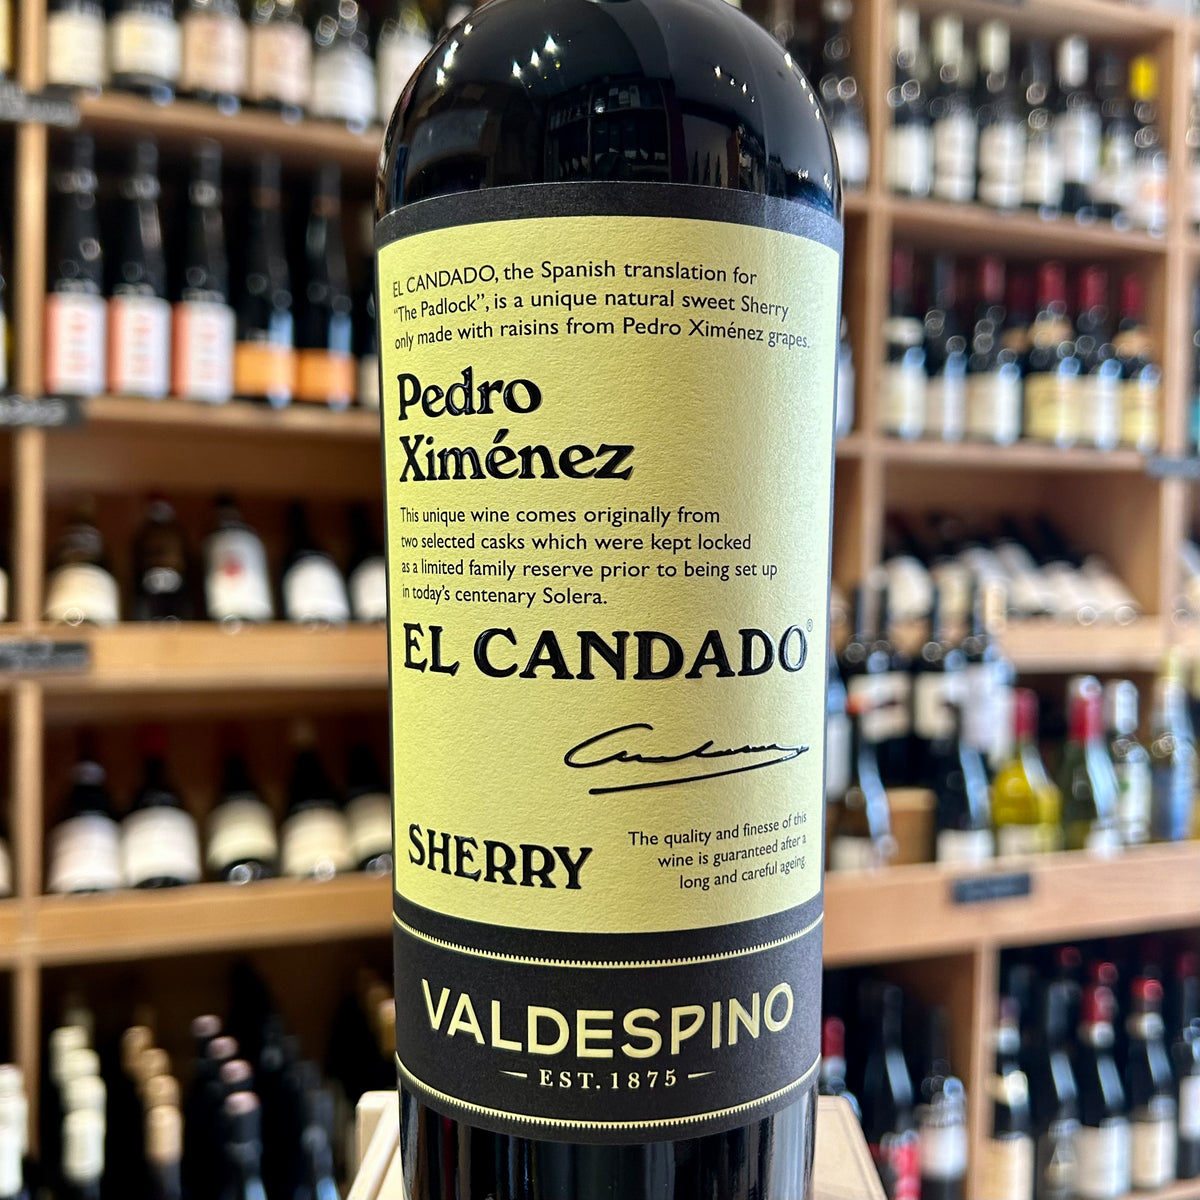 EL CANDADO, the Spanish translation for
"The Padlock", is a unique natural sweet Sherry
only made with raisins from Pedro Ximénez grapes.
Pedro
Ximénez
This unique wine comes originally from
two selected casks which were kept locked
as a limited family reserve prior to being set up
in today's centenary Solera.
EL CANDADO®
SHERRY
The quality and finesse of this
wine is guaranteed after a
long and careful ageing
VALDESPINO
EST. 1875